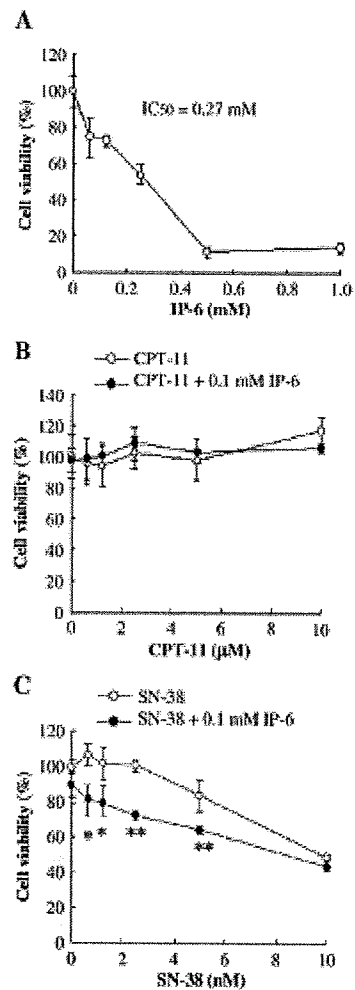 A
120
100
80
60
40
20
0
Cell viability (%)
IC50 = 0.27 mM
0 0.2 0.4 0.6 0.8 1.0
IP-6 (mM)
B
CPT-11
CPT-11 + 0.1 mM IP-6
140
120
100
80
60
40
20
0
Cell viability (%)
0 2 4 6 8 10
CPT-11 (μM)
C
SN-38
SN-38 + 0.1 mM IP-6
120
100
80
60
40
20
0
Cell viability (%)
* * ** **
0 2 4 6 8 10
SN-38 (nM)